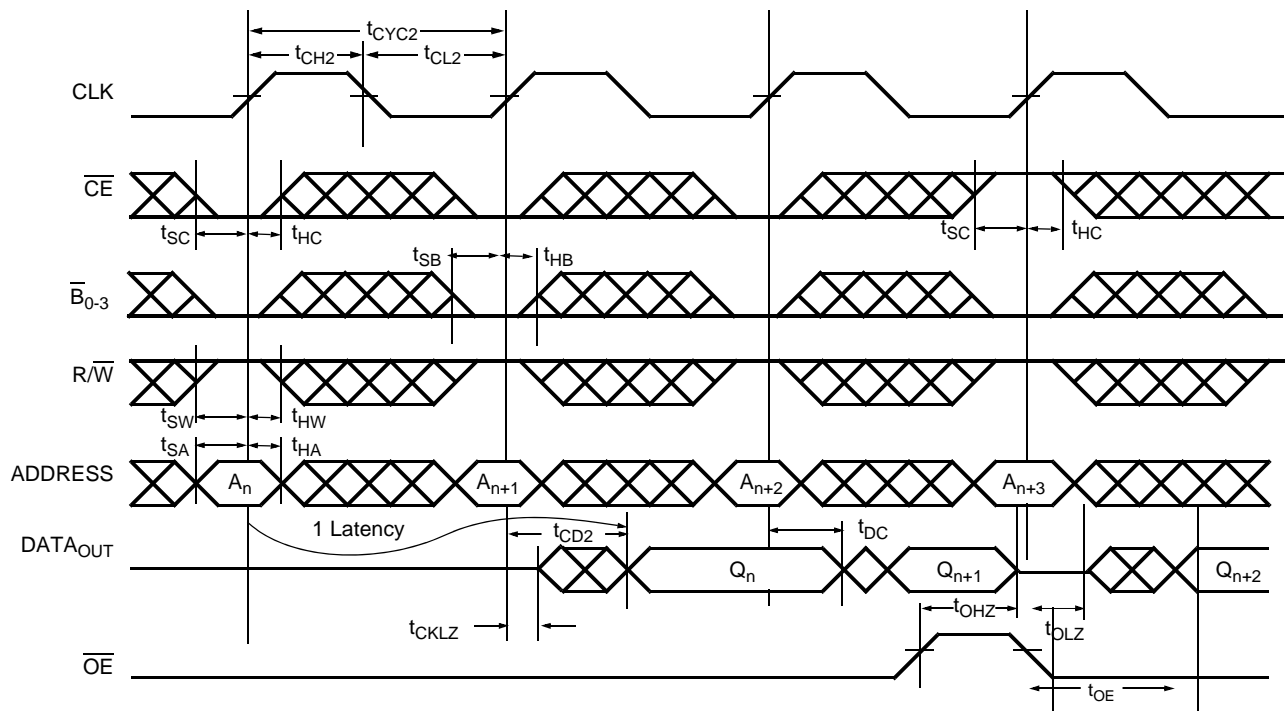 tCYC2
tCH2 tCL2
CLK
CE
tSC tHC tSC tHC
tSB tHB
B0-3
R/W
tSW tHW
tSA tHA
ADDRESS An An+1 An+2 An+3
1 Latency tCD2 tDC
DATAOUT Qn Qn+1 Qn+2
tOHZ
tCKLZ tOLZ
OE
tOE